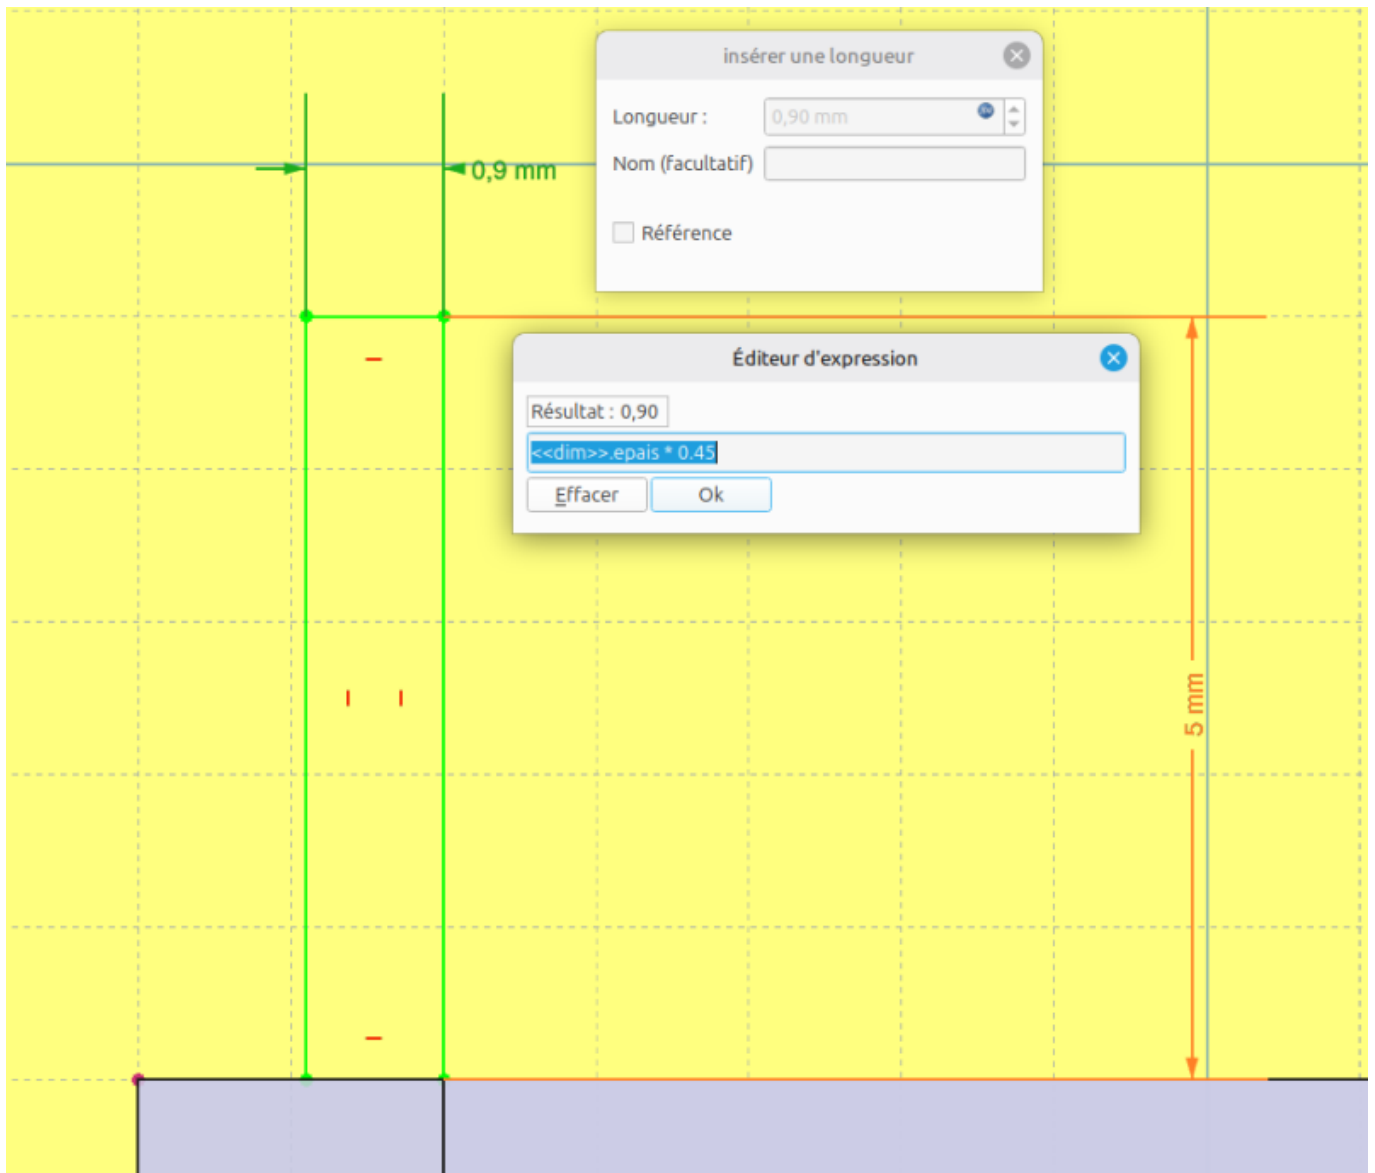 insérer une longueur
Longueur : 0,90 mm
0,9 mm
Nom (facultatif)
Référence
Éditeur d'expression
Résultat : 0,90
<<dim>>.epais * 0.45
Effacer Ok
5 mm